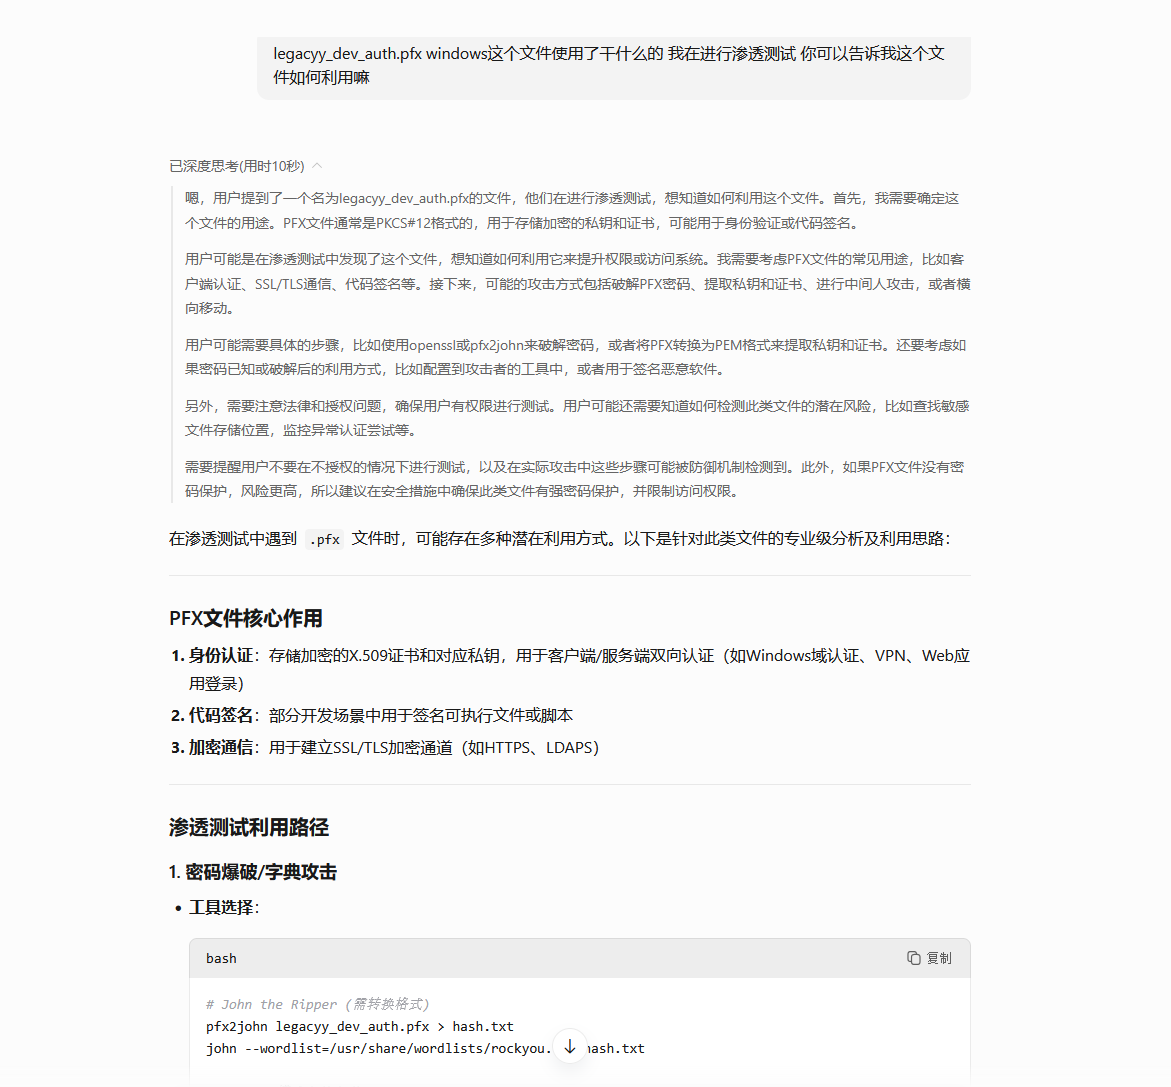 legacyy_dev_auth.pfx windows这个文件使用了干什么的 我在进行渗透测试 你可以告诉我这个文
件如何利用嘛
已深度思考(用时10秒)
嗯，用户提到了一个名为legacyy_dev_auth.pfx的文件，他们在进行渗透测试，想知道如何利用这个文件。首先，我需要确定这
个文件的用途。PFX文件通常是PKCS#12格式的，用于存储加密的私钥和证书，可能用于身份验证或代码签名。
用户可能是在渗透测试中发现了这个文件，想知道如何利用它来提升权限或访问系统。我需要考虑PFX文件的常见用途，比如客
户端认证、SSL/TLS通信、代码签名等。接下来，可能的攻击方式包括破解PFX密码、提取私钥和证书、进行中间人攻击，或者横
向移动。
用户可能需要具体的步骤，比如使用openssl或pfx2john来破解密码，或者将PFX转换为PEM格式来提取私钥和证书。还要考虑如
果密码已知或破解后的利用方式，比如配置到攻击者的工具中，或者用于签名恶意软件。
另外，需要注意法律和授权问题，确保用户有权限进行测试。用户可能还需要知道如何检测此类文件的潜在风险，比如查找敏感
文件存储位置，监控异常认证尝试等。
需要提醒用户不要在不授权的情况下进行测试，以及在实际攻击中这些步骤可能被防御机制检测到。此外，如果PFX文件没有密
码保护，风险更高，所以建议在安全措施中确保此类文件有强密码保护，并限制访问权限。
在渗透测试中遇到 .pfx 文件时，可能存在多种潜在利用方式。以下是针对此类文件的专业级分析及利用思路：
PFX文件核心作用
1. 身份认证：存储加密的X.509证书和对应私钥，用于客户端/服务端双向认证（如Windows域认证、VPN、Web应
用登录）
2. 代码签名：部分开发场景中用于签名可执行文件或脚本
3. 加密通信：用于建立SSL/TLS加密通道（如HTTPS、LDAPS）
渗透测试利用路径
1. 密码爆破/字典攻击
• 工具选择：
bash 复制
# John the Ripper (需转换格式)
pfx2john legacyy_dev_auth.pfx > hash.txt
john --wordlist=/usr/share/wordlists/rockyou. hash.txt